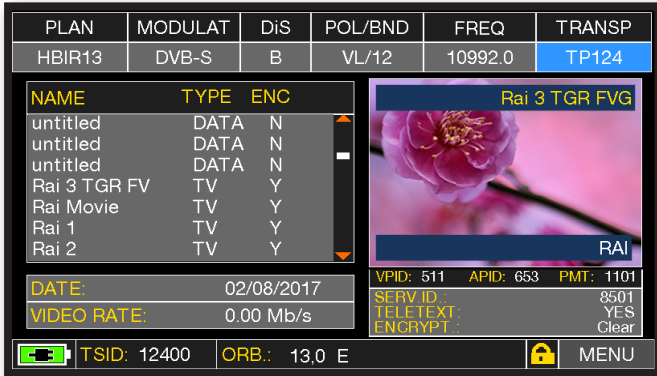 PLAN MODULAT DiS POL/BND FREQ TRANSP
HBIR13 DVB-S B VL/12 10992.0 TP124
NAME TYPE ENC
untitled DATA N
untitled DATA N
untitled DATA N
Rai 3 TGR FV TV Y
Rai Movie TV Y
Rai 1 TV Y
Rai 2 TV Y
Rai 3 TGR FVG
RAI
VPID: 511 APID: 653 PMT: 1101
SERV.ID.: 8501
TELETEXT: YES
ENCRYPT.: Clear
DATE: 02/08/2017
VIDEO RATE: 0.00 Mb/s
TSID: 12400 ORB.: 13,0 E MENU